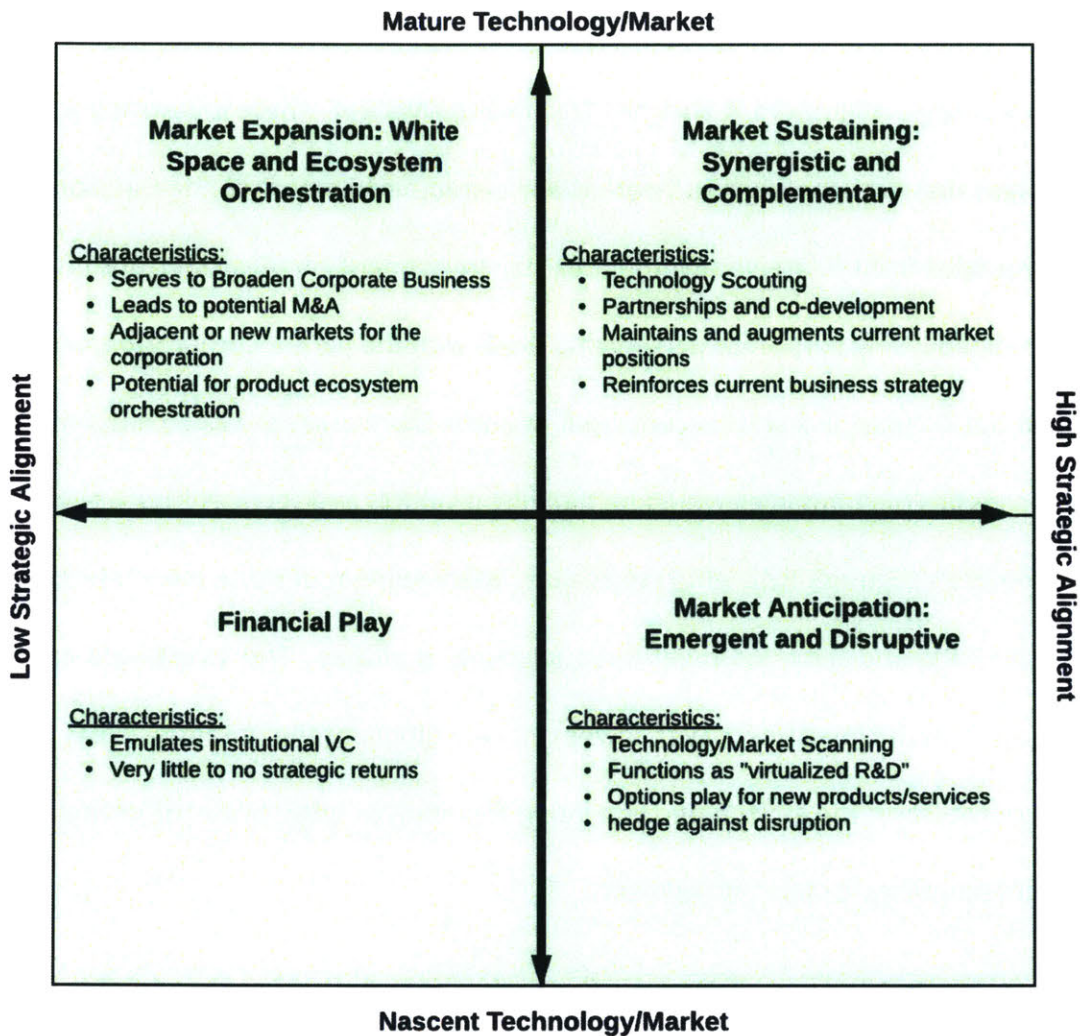 Mature Technology/Market
Market Expansion: White
Space and Ecosystem
Orchestration
Characteristics:
• Serves to Broaden Corporate Business
• Leads to potential M&A
• Adjacent or new markets for the
corporation
• Potential for product ecosystem
orchestration
Market Sustaining:
Synergistic and
Complementary
Characteristics:
• Technology Scouting
• Partnerships and co-development
• Maintains and augments current market
positions
• Reinforces current business strategy
Low Strategic Alignment
High Strategic Alignment
Financial Play
Characteristics:
• Emulates institutional VC
• Very little to no strategic returns
Market Anticipation:
Emergent and Disruptive
Characteristics:
• Technology/Market Scanning
• Functions as "virtualized R&D"
• Options play for new products/services
• hedge against disruption
Nascent Technology/Market